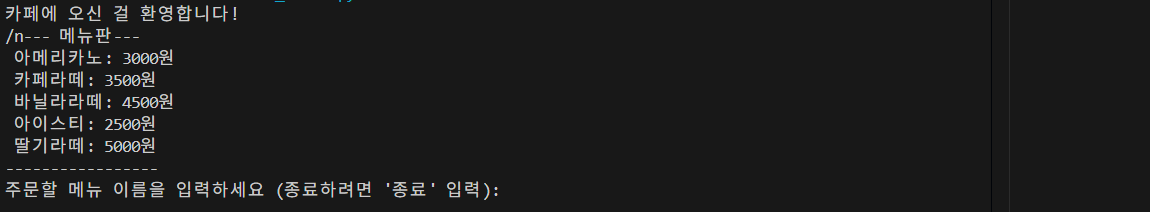 카페에 오신 걸 환영합니다!
/n--- 메뉴판---
아메리카노: 3000원
카페라떼: 3500원
바닐라라떼: 4500원
아이스티: 2500원
딸기라떼: 5000원
-----------------
주문할 메뉴 이름을 입력하세요 (종료하려면 '종료' 입력):